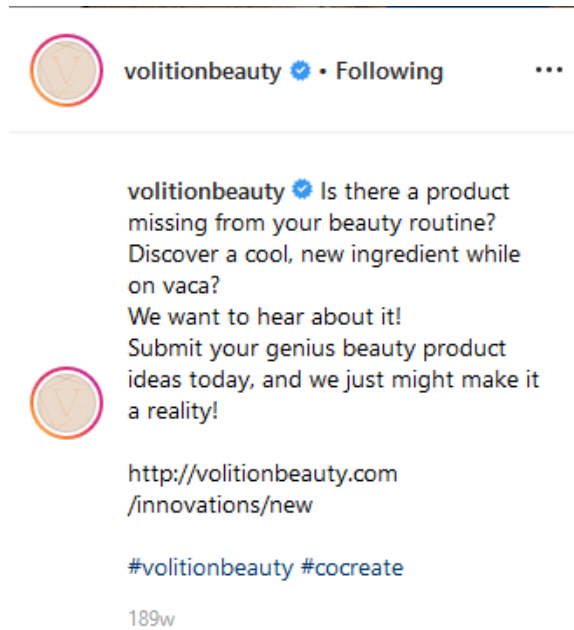 volitionbeauty • Following •••
volitionbeauty Is there a product
missing from your beauty routine?
Discover a cool, new ingredient while
on vaca?
We want to hear about it!
Submit your genius beauty product
ideas today, and we just might make it
a reality!
http://volitionbeauty.com
/innovations/new
#volitionbeauty #cocreate
189w